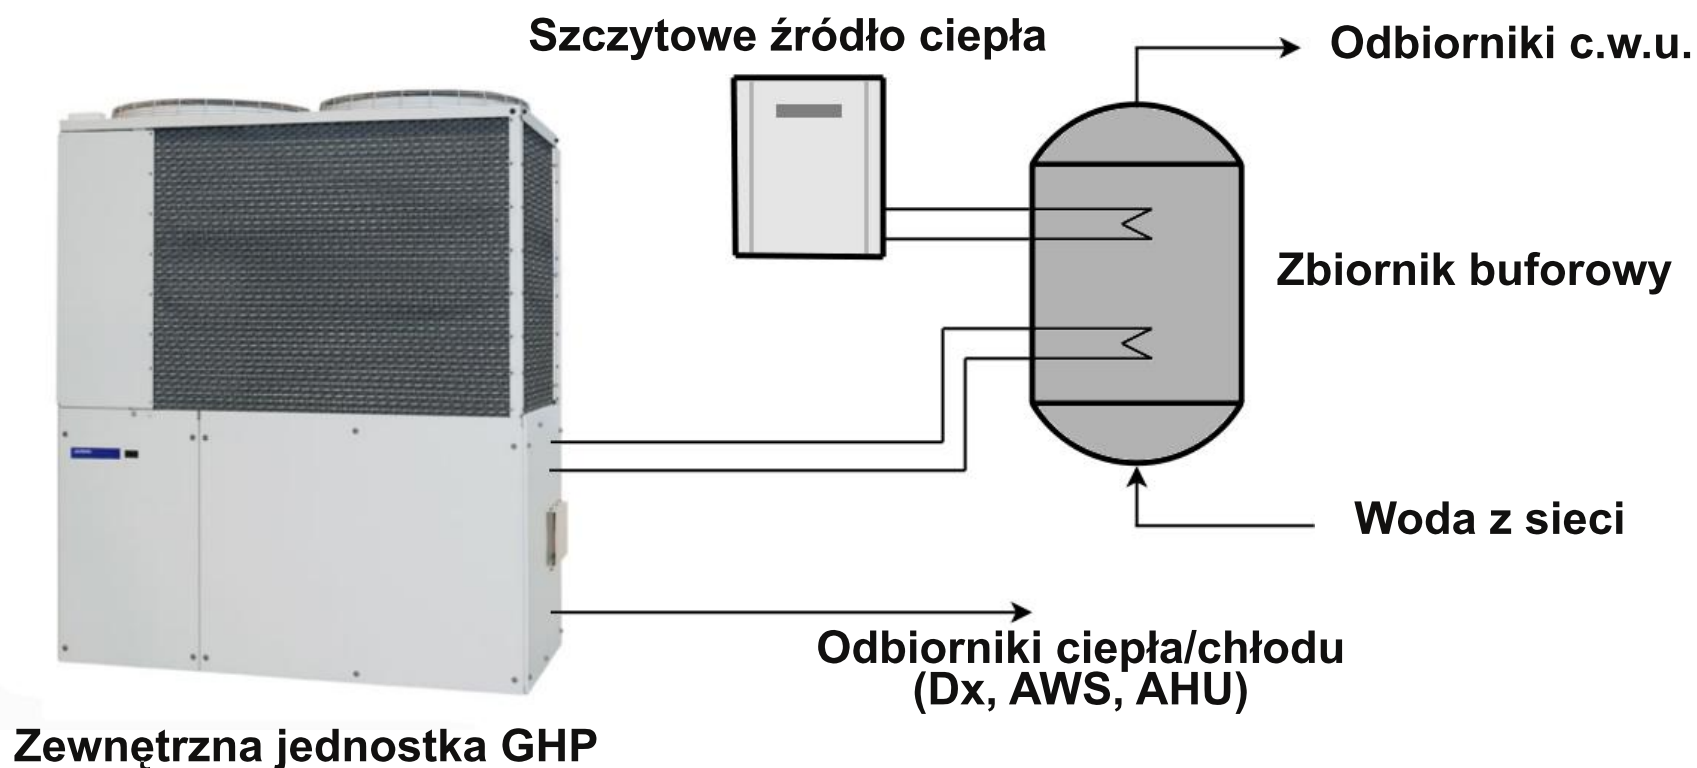 Szczytowe źródło ciepła
Odbiorniki c.w.u.
Zbiornik buforowy
Woda z sieci
Odbiorniki ciepła/chłodu
(Dx, AWS, AHU)
Zewnętrzna jednostka GHP